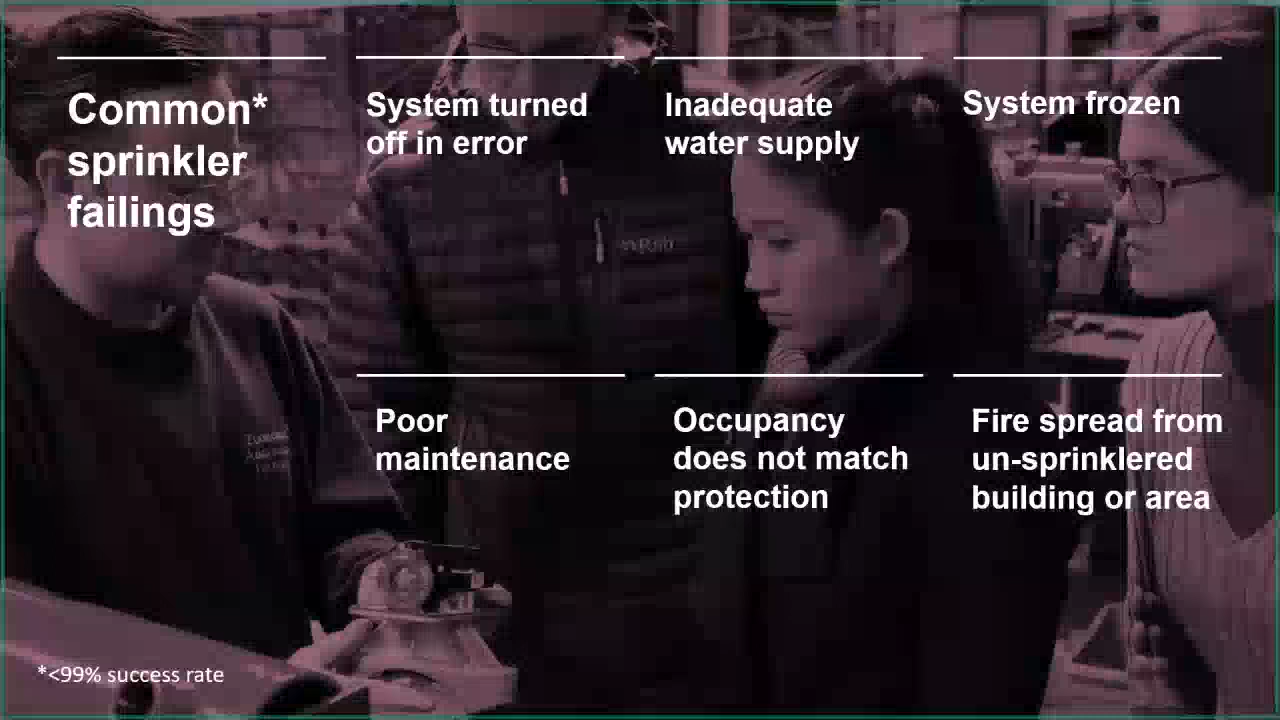 Common*
sprinkler
failings
System turned
off in error
Inadequate
water supply
System frozen
Poor
maintenance
Occupancy
does not match
protection
Fire spread from
un-sprinklered
building or area
*<99% success rate
Rab